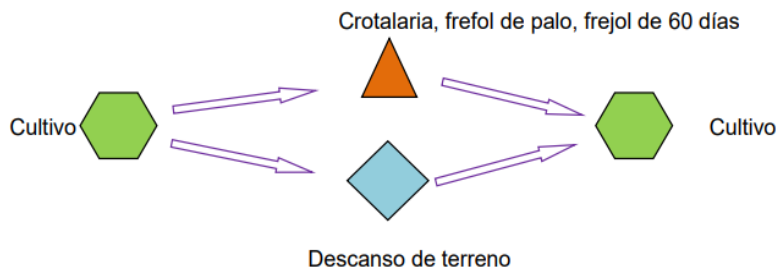 Crotalaria, frefol de palo, frejol de 60 días
Cultivo
Cultivo
Descanso de terreno